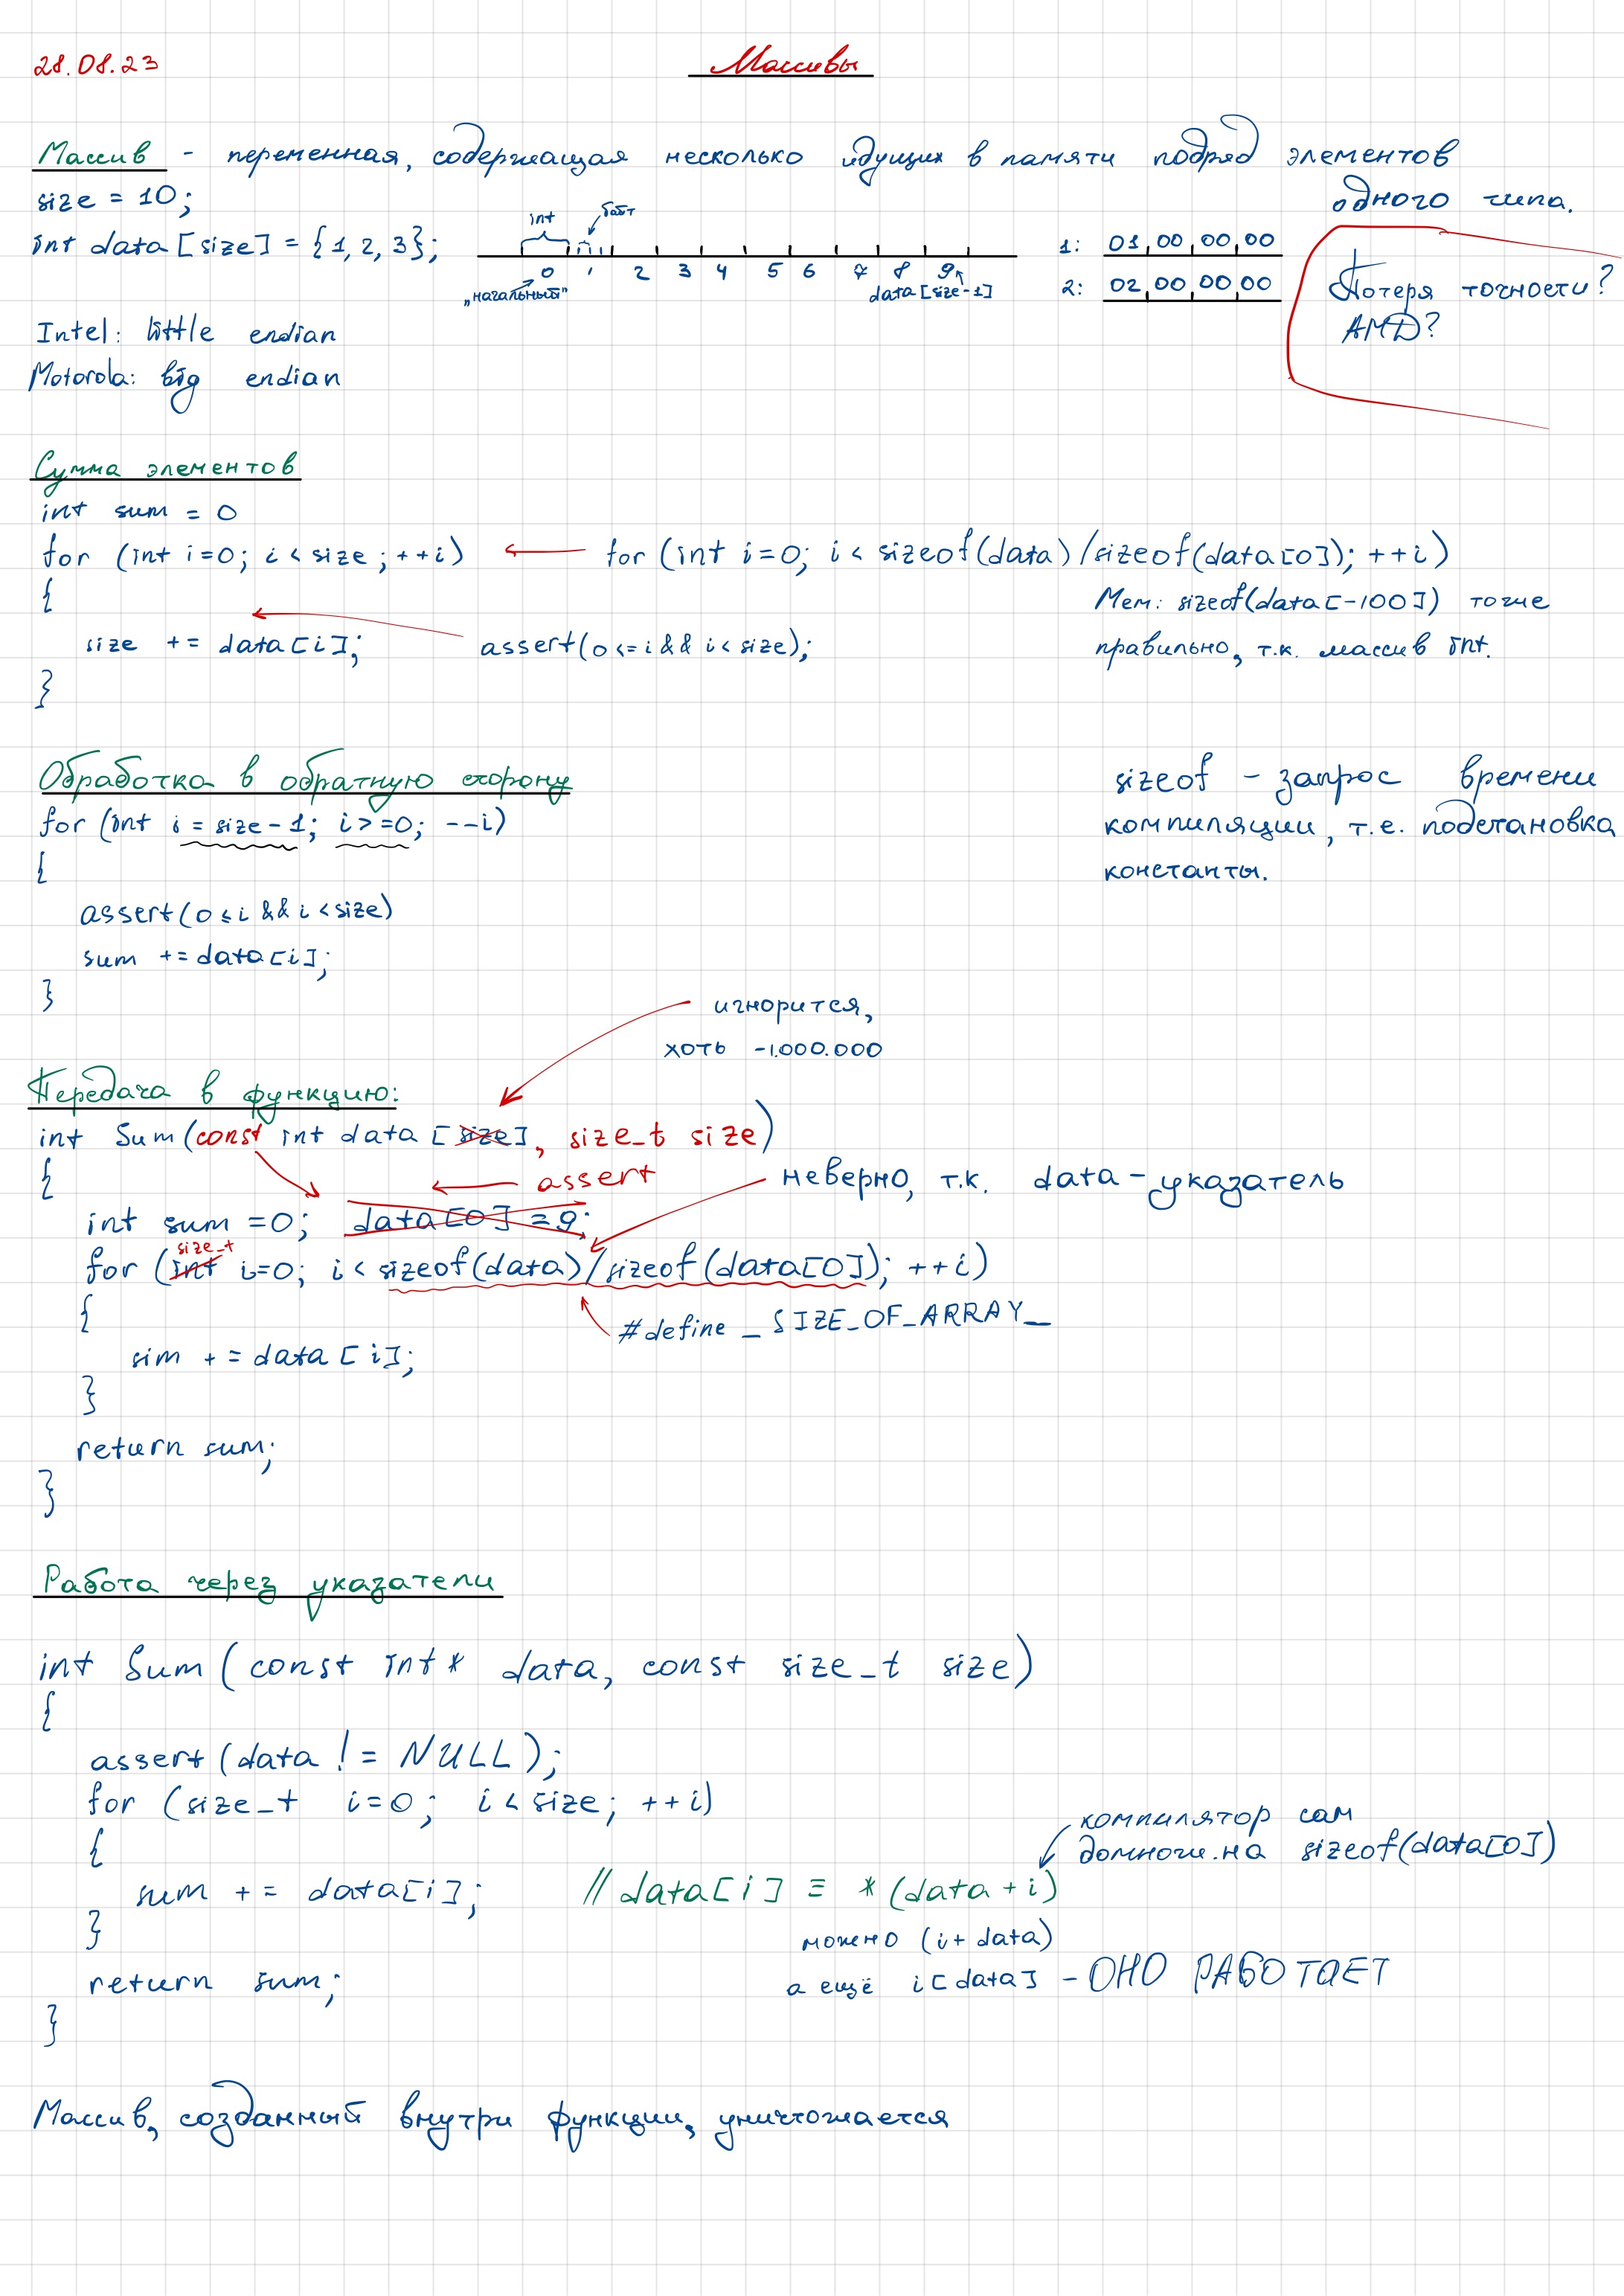 28.08.23
Массивы
Массив - переменная, содержащая несколько идущих в памяти подряд элементов
одного типа.
size = 10;
int data[size] = {1, 2, 3};
int
байт
0 1 2 3 4 5 6 7 8 9
„начальный"
data[size-1]
1: 01 00 00 00
2: 02 00 00 00
Потеря точности?
AMD?
Intel: little endian
Motorola: big endian
Сумма элементов
int sum = 0
for (int i=0; i < size; ++i)
for (int i=0; i < sizeof(data)/sizeof(data[0]); ++i)
{
Мем: sizeof(data[-100]) тоже
size += data[i];
assert(0<=i && i<size);
правильно, т.к. массив int.
}
Обработка в обратную сторону
for (int i = size-1; i>=0; --i)
{
assert(0≤i && i<size)
sum += data[i];
}
sizeof - запрос времени
компиляции, т.е. подстановка
константы.
игнорится,
хоть -1.000.000
Передача в функцию:
int Sum(const int data[size], size_t size)
{
assert
неверно, т.к. data - указатель
int sum =0; data[0] = 9;
size_t
for (int i=0; i < sizeof(data)/sizeof(data[0]); ++i)
{
#define _SIZE_OF_ARRAY_
sim += data[i];
}
return sum;
}
Работа через указатели
int Sum(const int* data, const size_t size)
{
assert(data != NULL);
for (size_t i=0; i < size; ++i)
{
компилятор сам
домнож. на sizeof(data[0])
sum += data[i]; //data[i] ≡ *(data+i)
}
можно (i+data)
return sum;
а ещё i[data] - ОНО РАБОТАЕТ
}
Массив, созданный внутри функции, уничтожается